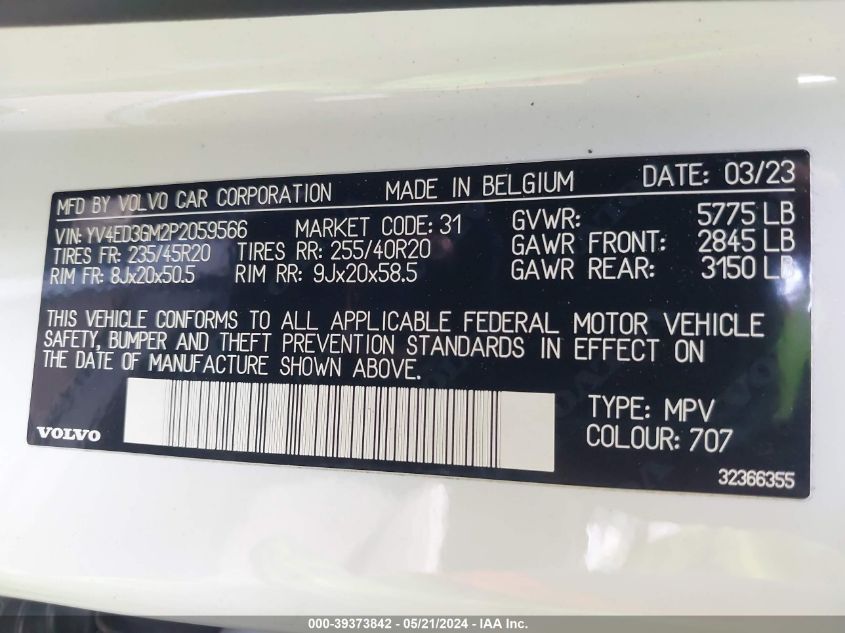 MFD BY VOLVO CAR CORPORATION MADE IN BELGIUM DATE: 03/23
VIN: YV4ED3GM2P2059566 MARKET CODE: 31 GVWR: 5775 LB
TIRES FR: 235/45R20 TIRES RR: 255/40R20 GAWR FRONT: 2845 LB
RIM FR: 8Jx20x50.5 RIM RR: 9Jx20x58.5 GAWR REAR: 3150 LB
THIS VEHICLE CONFORMS TO ALL APPLICABLE FEDERAL MOTOR VEHICLE
SAFETY, BUMPER AND THEFT PREVENTION STANDARDS IN EFFECT ON
THE DATE OF MANUFACTURE SHOWN ABOVE.
TYPE: MPV
VOLVO COLOUR: 707
32366355
000-39373842 - 05/21/2024 - IAA Inc.